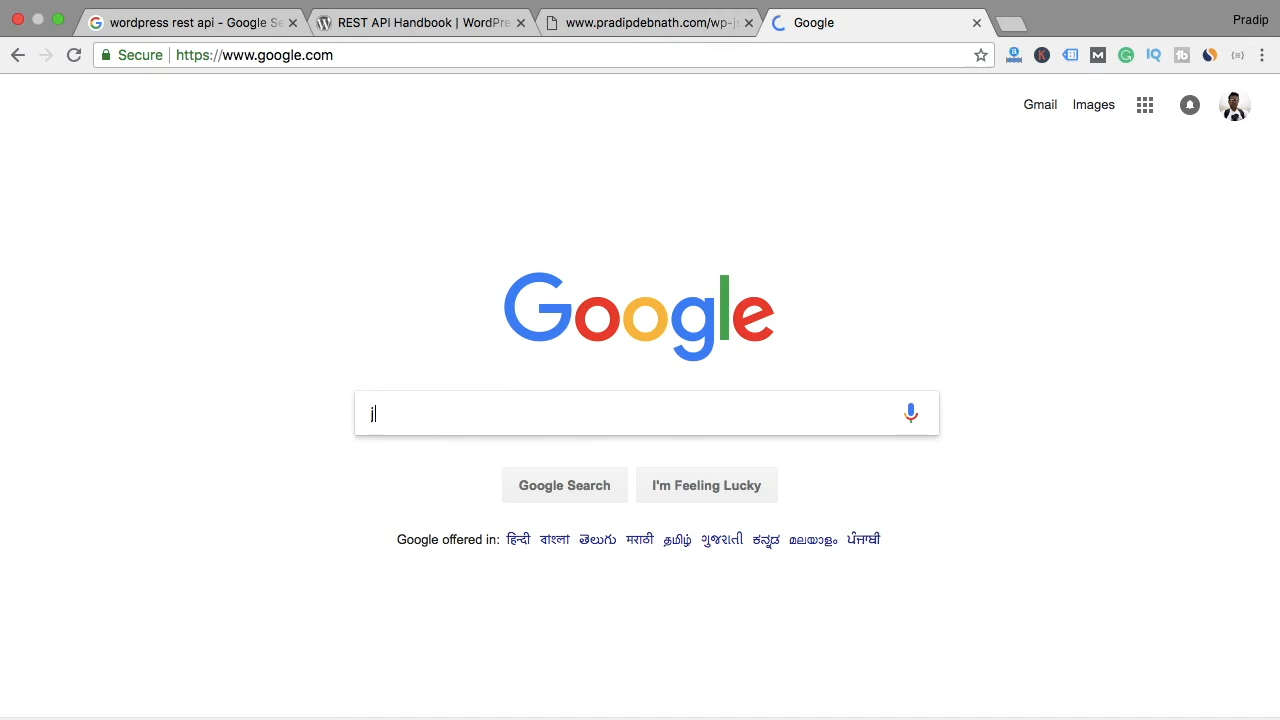 wordpress rest api - Google Se
REST API Handbook | WordPre
www.pradipdebnath.com/wp-js
Google
Pradip
Secure
https://www.google.com
Gmail
Images
Google
j
Google Search
I'm Feeling Lucky
Google offered in: हिन्दी বাংলা తెలుగు मराठी தமிழ் ગુજરાતી ಕನ್ನಡ മലയാളം ਪੰਜਾਬੀ